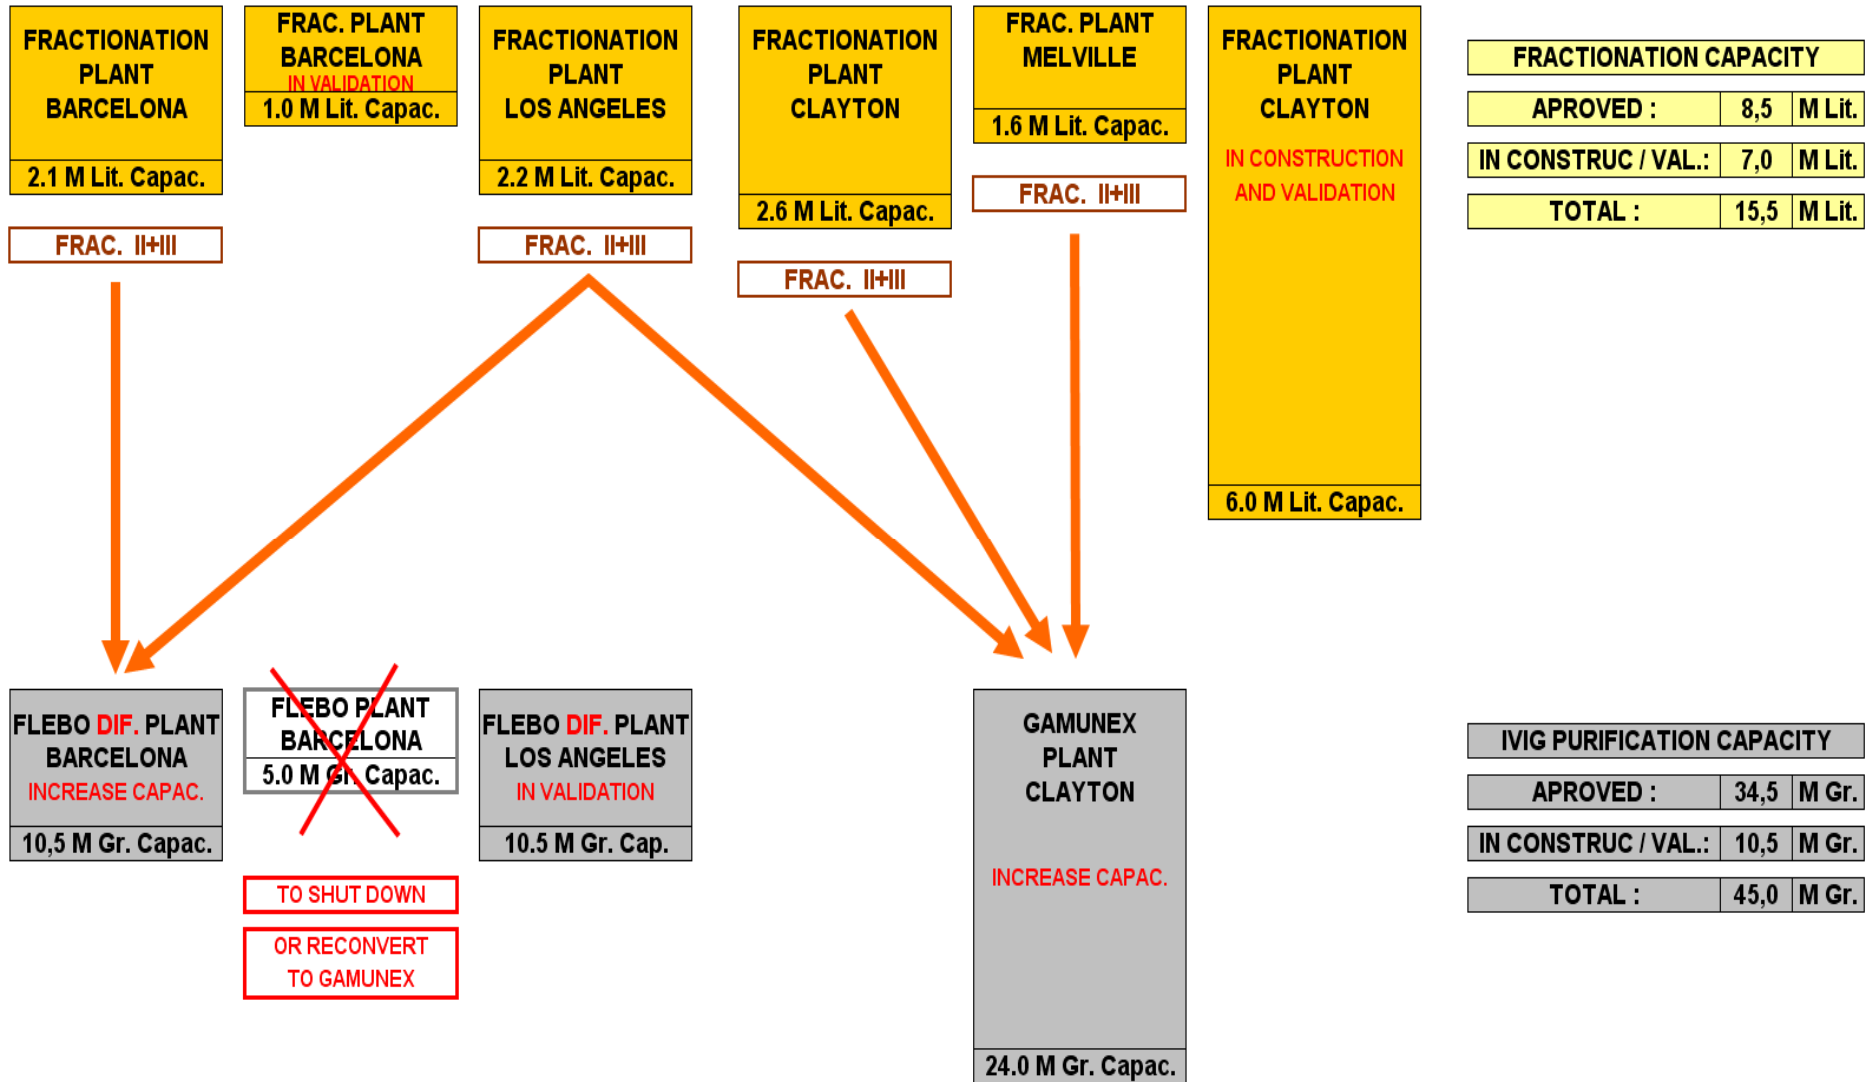 FRACTIONATION
PLANT
BARCELONA
2.1 M Lit. Capac.
FRAC. II+III
FRAC. PLANT
BARCELONA
IN VALIDATION
1.0 M Lit. Capac.
FRACTIONATION
PLANT
LOS ANGELES
2.2 M Lit. Capac.
FRAC. II+III
FRACTIONATION
PLANT
CLAYTON
2.6 M Lit. Capac.
FRAC. II+III
FRAC. PLANT
MELVILLE
1.6 M Lit. Capac.
FRAC. II+III
FRACTIONATION
PLANT
CLAYTON
IN CONSTRUCTION
AND VALIDATION
6.0 M Lit. Capac.
FRACTIONATION CAPACITY
APROVED : 8,5 M Lit.
IN CONSTRUC / VAL.: 7,0 M Lit.
TOTAL : 15,5 M Lit.
FLEBO DIF. PLANT
BARCELONA
INCREASE CAPAC.
10,5 M Gr. Capac.
FLEBO PLANT
BARCELONA
5.0 M Gr. Capac.
TO SHUT DOWN
OR RECONVERT
TO GAMUNEX
FLEBO DIF. PLANT
LOS ANGELES
IN VALIDATION
10.5 M Gr. Cap.
GAMUNEX
PLANT
CLAYTON
INCREASE CAPAC.
24.0 M Gr. Capac.
IVIG PURIFICATION CAPACITY
APROVED : 34,5 M Gr.
IN CONSTRUC / VAL.: 10,5 M Gr.
TOTAL : 45,0 M Gr.